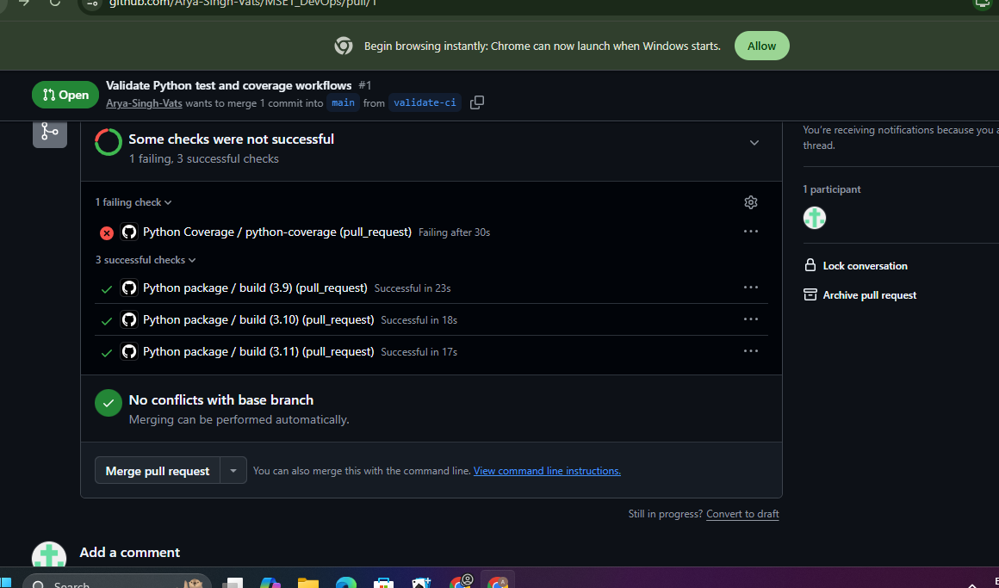 github.com/Arya-Singh-Vats/MSE1_DevOps/pull/1
Begin browsing instantly: Chrome can now launch when Windows starts.
Allow
Open
Validate Python test and coverage workflows #1
Arya-Singh-Vats wants to merge 1 commit into main from validate-ci
Some checks were not successful
1 failing, 3 successful checks
1 failing check
Python Coverage / python-coverage (pull_request) Failing after 30s
3 successful checks
Python package / build (3.9) (pull_request) Successful in 23s
Python package / build (3.10) (pull_request) Successful in 18s
Python package / build (3.11) (pull_request) Successful in 17s
No conflicts with base branch
Merging can be performed automatically.
Merge pull request
You can also merge this with the command line. View command line instructions.
Still in progress? Convert to draft
Add a comment
You're receiving notifications because you a
thread.
1 participant
Lock conversation
Archive pull request
Search